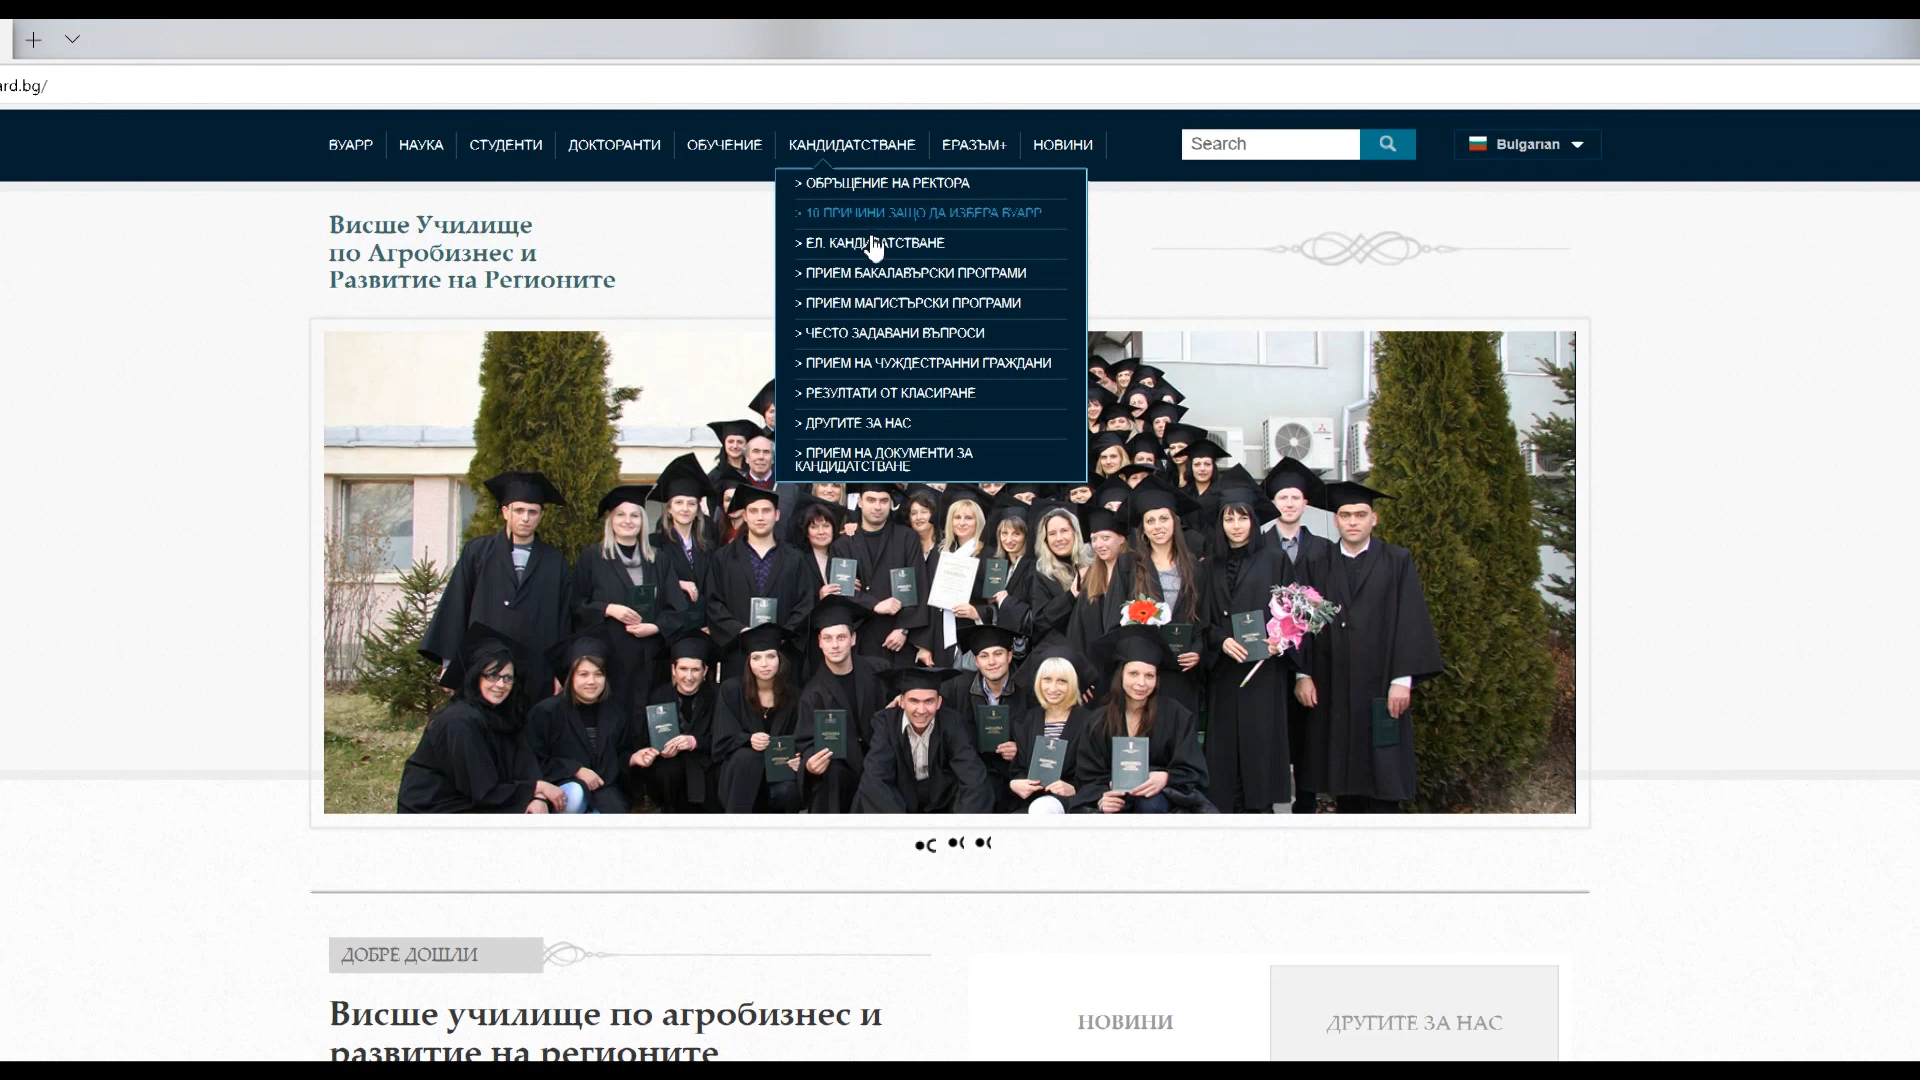 ard.bg/
ВУАРР НАУКА СТУДЕНТИ ДОКТОРАНТИ ОБУЧЕНИЕ КАНДИДАТСТВАНЕ ЕРАЗЪМ+ НОВИНИ Search Bulgarian
> ОБРЪЩЕНИЕ НА РЕКТОРА
> 10 ПРИЧИНИ ЗАЩО ДА ИЗБЕРА ВУАРР
> ЕЛ. КАНДИДАТСТВАНЕ
> ПРИЕМ БАКАЛАВЪРСКИ ПРОГРАМИ
> ПРИЕМ МАГИСТЪРСКИ ПРОГРАМИ
> ЧЕСТО ЗАДАВАНИ ВЪПРОСИ
> ПРИЕМ НА ЧУЖДЕСТРАННИ ГРАЖДАНИ
> РЕЗУЛТАТИ ОТ КЛАСИРАНЕ
> ДРУГИТЕ ЗА НАС
> ПРИЕМ НА ДОКУМЕНТИ ЗА
КАНДИДАТСТВАНЕ
Висше Училище
по Агробизнес и
Развитие на Регионите
ДОБРЕ ДОШЛИ
Висше училище по агробизнес и
развитие на регионите
НОВИНИ
ДРУГИТЕ ЗА НАС